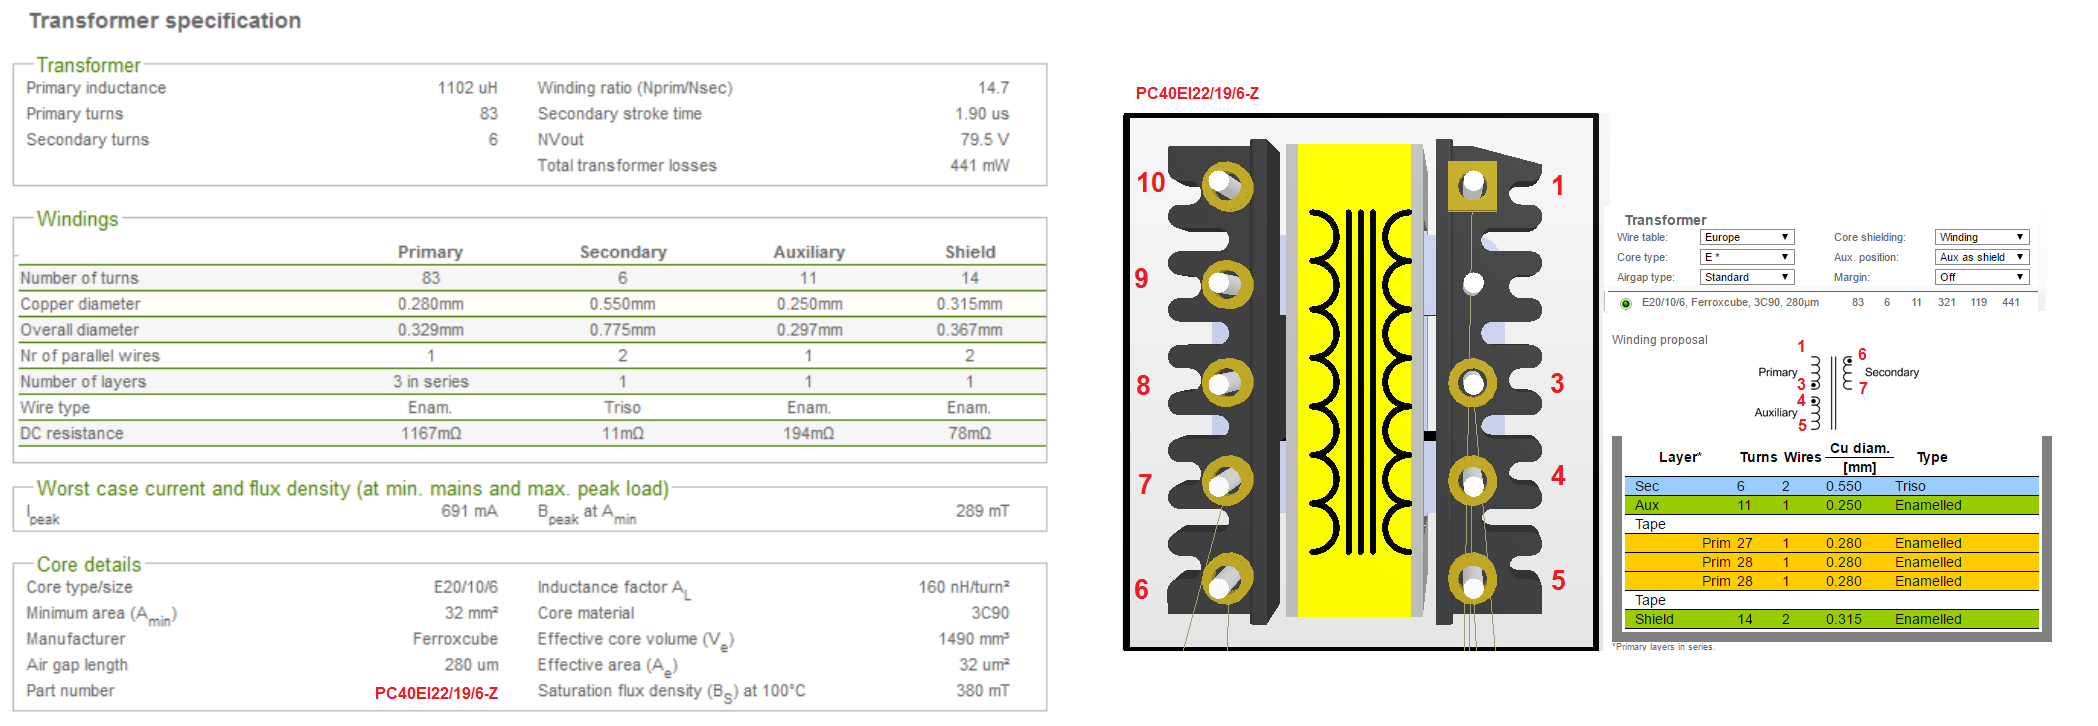 Transformer specification
Transformer
Primary inductance 1102 uH Winding ratio (Nprim/Nsec) 14.7
Primary turns 83 Secondary stroke time 1.90 us
Secondary turns 6 NVout 79.5 V
Total transformer losses 441 mW
Windings
Primary Secondary Auxiliary Shield
Number of turns 83 6 11 14
Copper diameter 0.280mm 0.550mm 0.250mm 0.315mm
Overall diameter 0.329mm 0.775mm 0.297mm 0.367mm
Nr of parallel wires 1 2 1 2
Number of layers 3 in series 1 1 1
Wire type Enam. Triso Enam. Enam.
DC resistance 1167mΩ 11mΩ 194mΩ 78mΩ
Worst case current and flux density (at min. mains and max. peak load)
Ipeak 691 mA Bpeak at Amin 289 mT
Core details
Core type/size E20/10/6 Inductance factor AL 160 nH/turn²
Minimum area (Amin) 32 mm² Core material 3C90
Manufacturer Ferroxcube Effective core volume (Ve) 1490 mm³
Air gap length 280 um Effective area (Ae) 32 um²
Part number PC40EI22/19/6-Z Saturation flux density (BS) at 100°C 380 mT
PC40EI22/19/6-Z
10 1
9
8 3
7 4
6 5
Transformer
Wire table: Europe Core shielding: Winding
Core type: E * Aux. position: Aux as shield
Airgap type: Standard Margin: Off
E20/10/6, Ferroxcube, 3C90, 280µm 83 6 11 321 119 441
Winding proposal
1 6
Primary Secondary
3 7
4
Auxiliary
5
Layer* Turns Wires Cu diam. [mm] Type
Sec 6 2 0.550 Triso
Aux 11 1 0.250 Enamelled
Tape
Prim 27 1 0.280 Enamelled
Prim 28 1 0.280 Enamelled
Prim 28 1 0.280 Enamelled
Tape
Shield 14 2 0.315 Enamelled
*Primary layers in series.